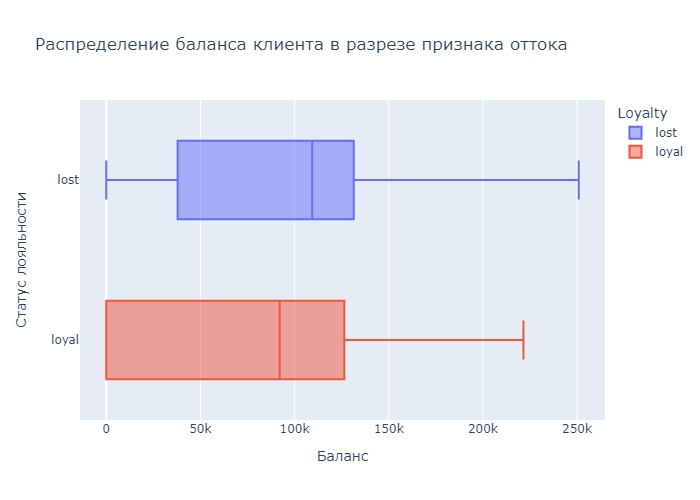 Распределение баланса клиента в разрезе признака оттока
Loyalty
lost
loyal
Статус лояльности
lost
loyal
0
50k
100k
150k
200k
250k
Баланс